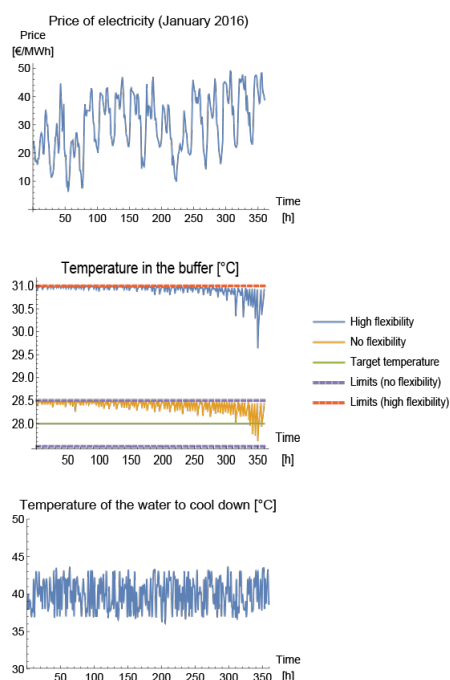 Price of electricity (January 2016)
Price
[€/MWh]
50
40
30
20
10
Time
[h]
50 100 150 200 250 300 350
Temperature in the buffer [°C]
31.0
30.5
30.0
29.5
29.0
28.5
28.0
Time
[h]
50 100 150 200 250 300 350
High flexibility
No flexibility
Target temperature
Limits (no flexibility)
Limits (high flexibility)
Temperature of the water to cool down [°C]
50
45
40
35
30
Time
[h]
50 100 150 200 250 300 350